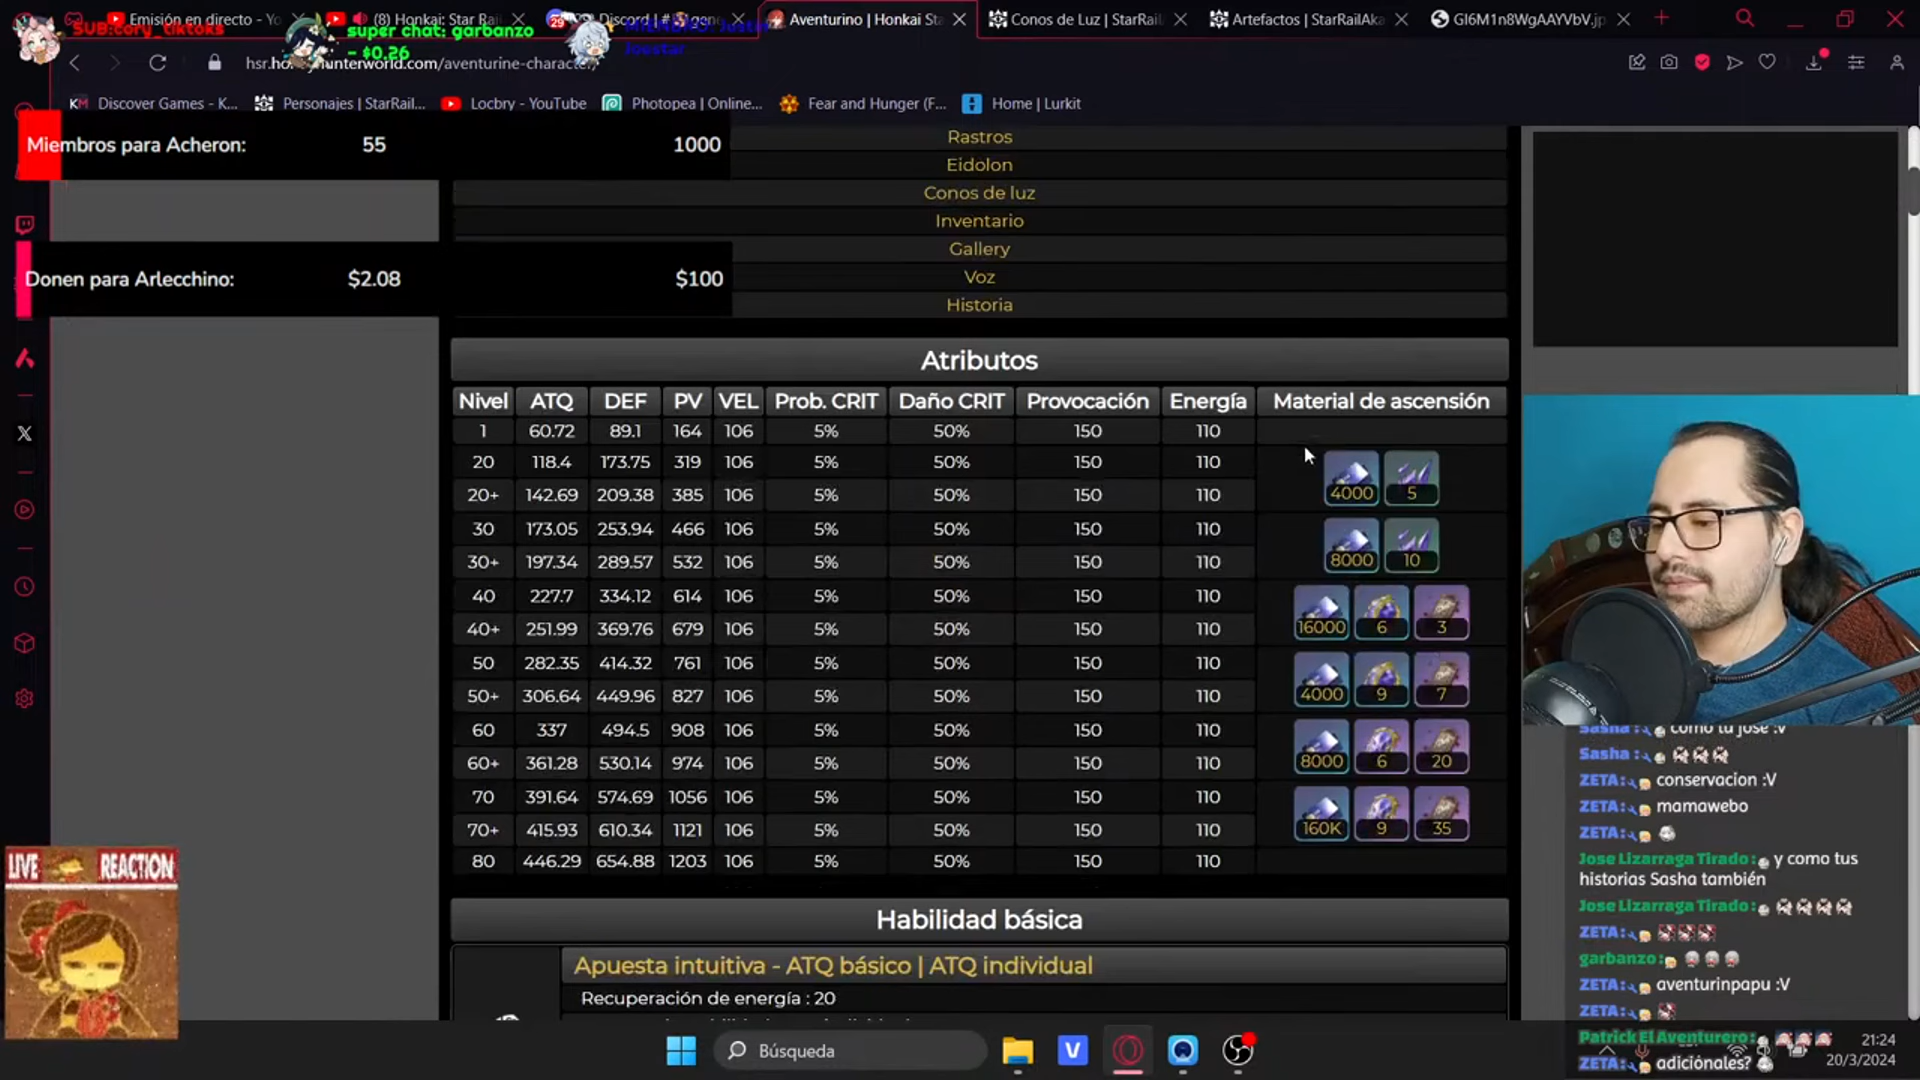 Emisión en directo - Yo
(8) Honkai: Star Rail
Discord | #
Aventurino | Honkai Sta
Conos de Luz | StarRail
Artefactos | StarRailAka
GI6M1n8WgAAYVbV.jp
SUB:cory_tiktoks
super chat: garbanzo
- $0.26
hsr.ho
unterworld.com/aventurine-character/
Discover Games - K...
Personajes | StarRail...
Locbry - YouTube
Photopea | Online...
Fear and Hunger (F...
Home | Lurkit
Miembros para Acheron: 55 1000
Donen para Arlecchino: $2.08 $100
Rastros
Eidolon
Conos de luz
Inventario
Gallery
Voz
Historia
Atributos
Nivel ATQ DEF PV VEL Prob. CRIT Daño CRIT Provocación Energía Material de ascensión
1 60.72 89.1 164 106 5% 50% 150 110
20 118.4 173.75 319 106 5% 50% 150 110
4000 5
20+ 142.69 209.38 385 106 5% 50% 150 110
30 173.05 253.94 466 106 5% 50% 150 110
8000 10
30+ 197.34 289.57 532 106 5% 50% 150 110
40 227.7 334.12 614 106 5% 50% 150 110
16000 6 3
40+ 251.99 369.76 679 106 5% 50% 150 110
50 282.35 414.32 761 106 5% 50% 150 110
4000 9 7
50+ 306.64 449.96 827 106 5% 50% 150 110
60 337 494.5 908 106 5% 50% 150 110
8000 6 20
60+ 361.28 530.14 974 106 5% 50% 150 110
70 391.64 574.69 1056 106 5% 50% 150 110
160K 9 35
70+ 415.93 610.34 1121 106 5% 50% 150 110
80 446.29 654.88 1203 106 5% 50% 150 110
Habilidad básica
Apuesta intuitiva - ATQ básico | ATQ individual
Recuperación de energía : 20
LIVE REACTION
Sasha : como tu jose :v
Sasha :
ZETA: conservacion :V
ZETA: mamawebo
ZETA:
Jose Lizarraga Tirado: y como tus
historias Sasha también
Jose Lizarraga Tirado:
ZETA:
garbanzo:
ZETA: aventurinpapu :V
ZETA:
Patrick El Aventurero:
ZETA: adiciónales?
Búsqueda
21:24
20/3/2024